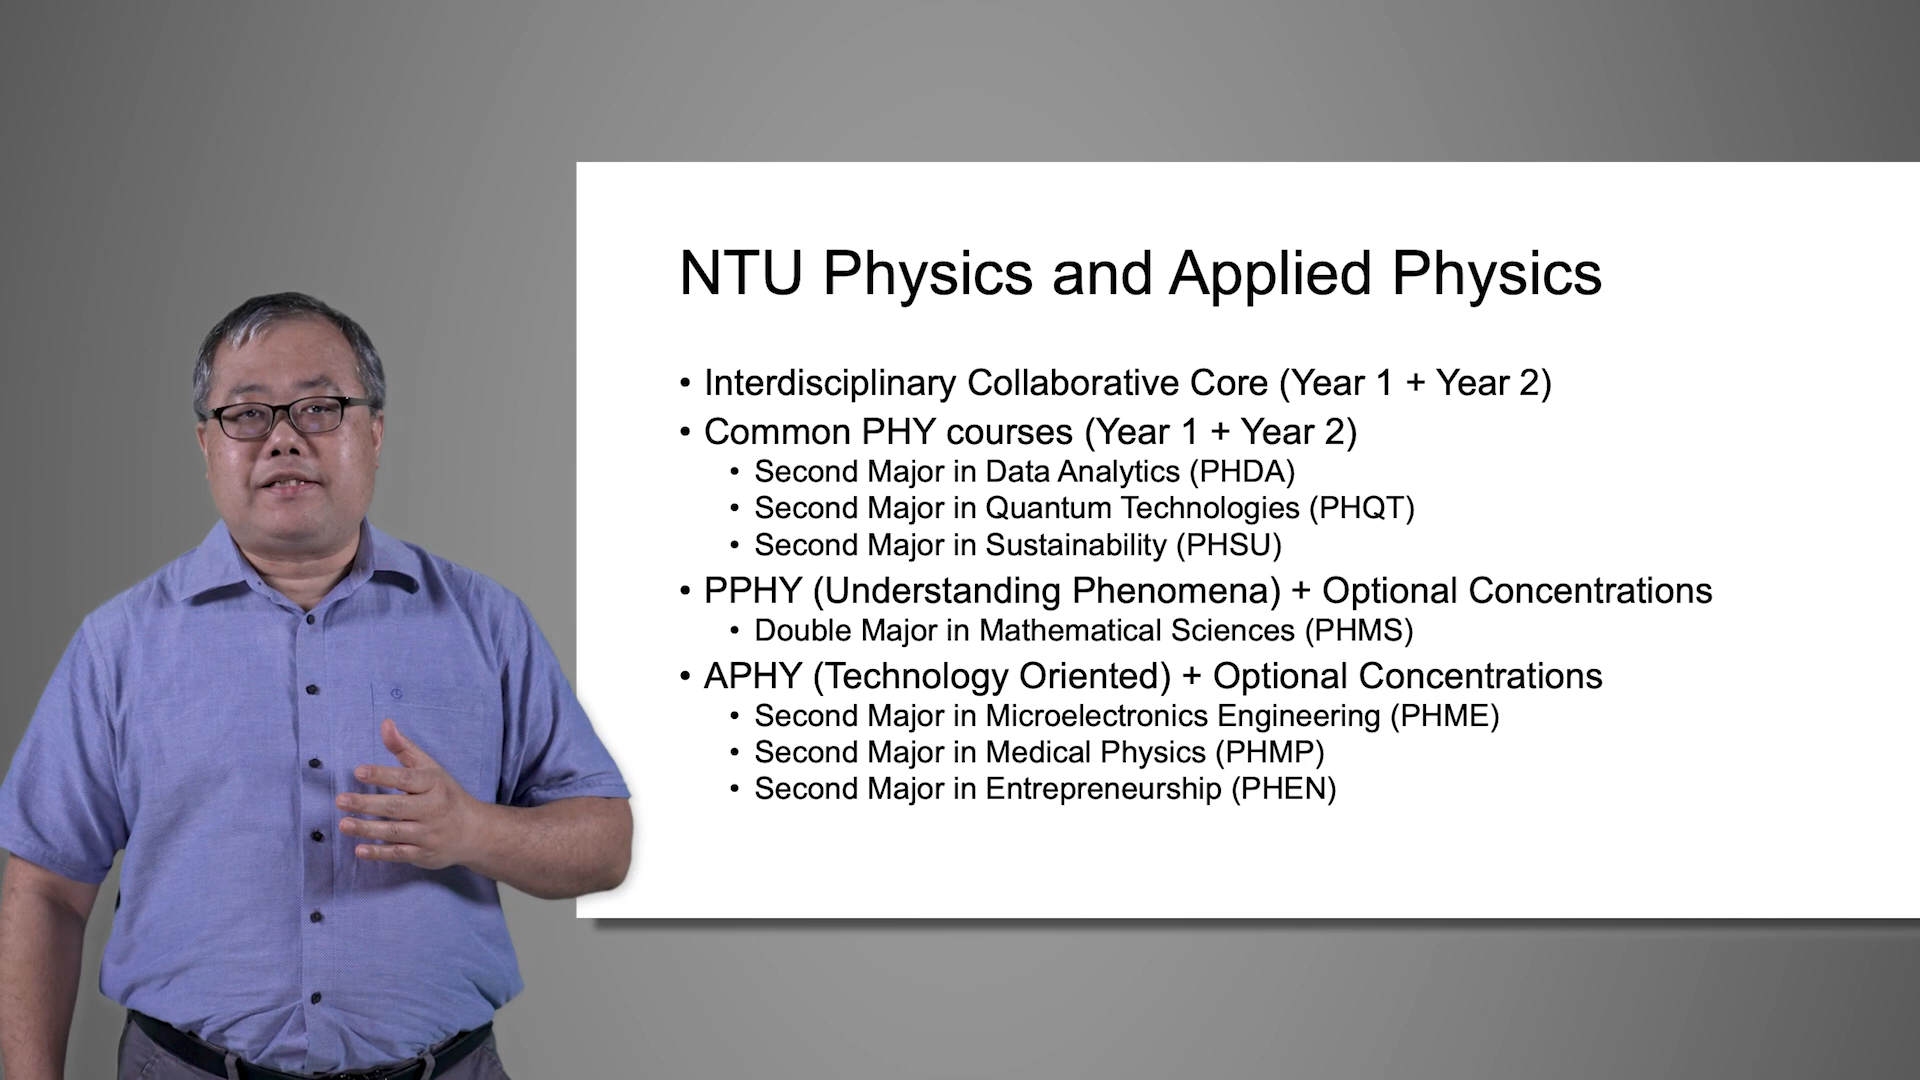 NTU Physics and Applied Physics
• Interdisciplinary Collaborative Core (Year 1 + Year 2)
• Common PHY courses (Year 1 + Year 2)
• Second Major in Data Analytics (PHDA)
• Second Major in Quantum Technologies (PHQT)
• Second Major in Sustainability (PHSU)
• PPHY (Understanding Phenomena) + Optional Concentrations
• Double Major in Mathematical Sciences (PHMS)
• APHY (Technology Oriented) + Optional Concentrations
• Second Major in Microelectronics Engineering (PHME)
• Second Major in Medical Physics (PHMP)
• Second Major in Entrepreneurship (PHEN)